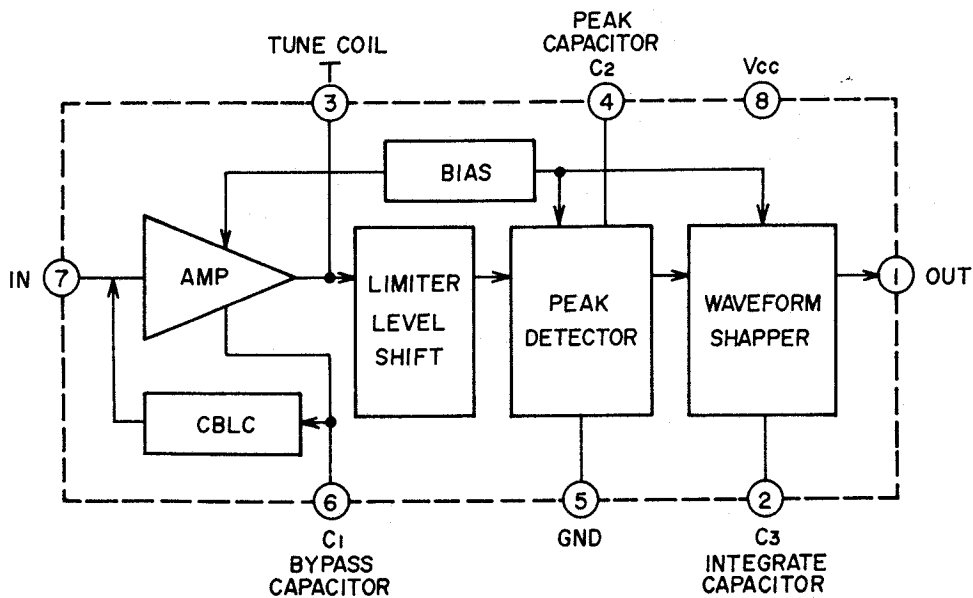 TUNE COIL
PEAK
CAPACITOR
C2
Vcc
3
4
8
BIAS
IN
7
AMP
LIMITER
LEVEL
SHIFT
PEAK
DETECTOR
WAVEFORM
SHAPPER
1
OUT
CBLC
6
5
2
C1
BYPASS
CAPACITOR
GND
C3
INTEGRATE
CAPACITOR